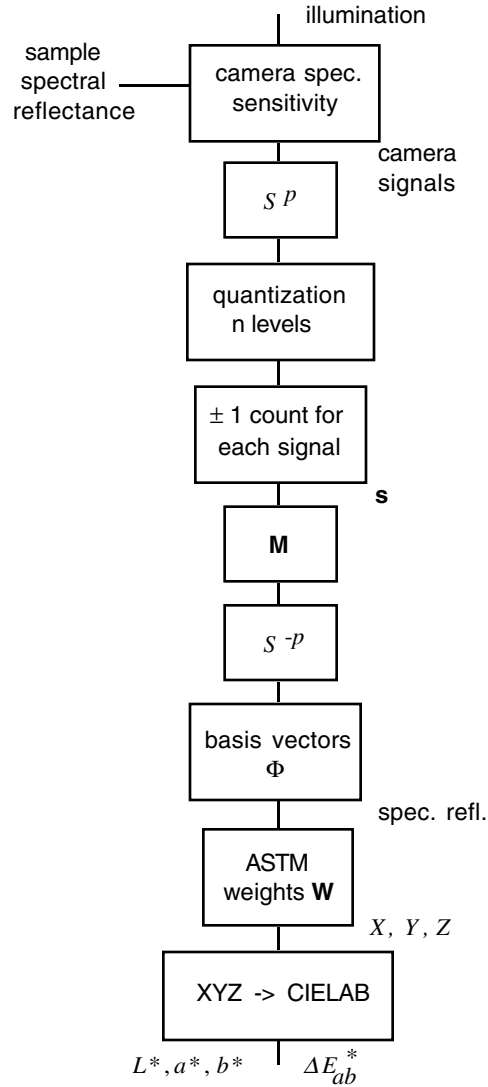 illumination
sample
spectral
reflectance
camera spec.
sensitivity
camera
signals
S p
quantization
n levels
± 1 count for
each signal
s
M
S -p
basis vectors
Φ
spec. refl.
ASTM
weights W
X, Y, Z
XYZ -> CIELAB
L*, a*, b* ΔE*ab